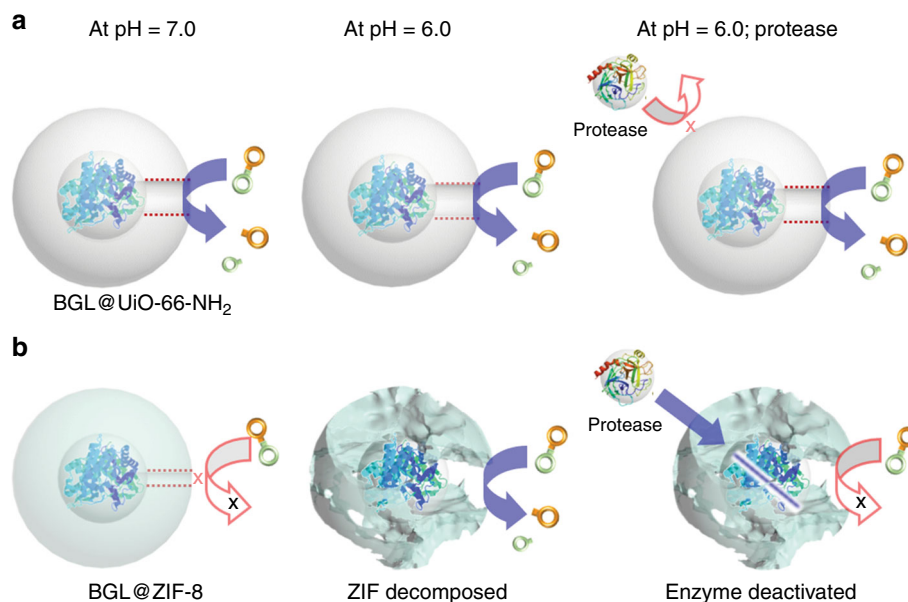 a
At pH = 7.0
At pH = 6.0
At pH = 6.0; protease
Protease
x
BGL@UiO-66-NH₂
b
Protease
x
x
x
BGL@ZIF-8
ZIF decomposed
Enzyme deactivated